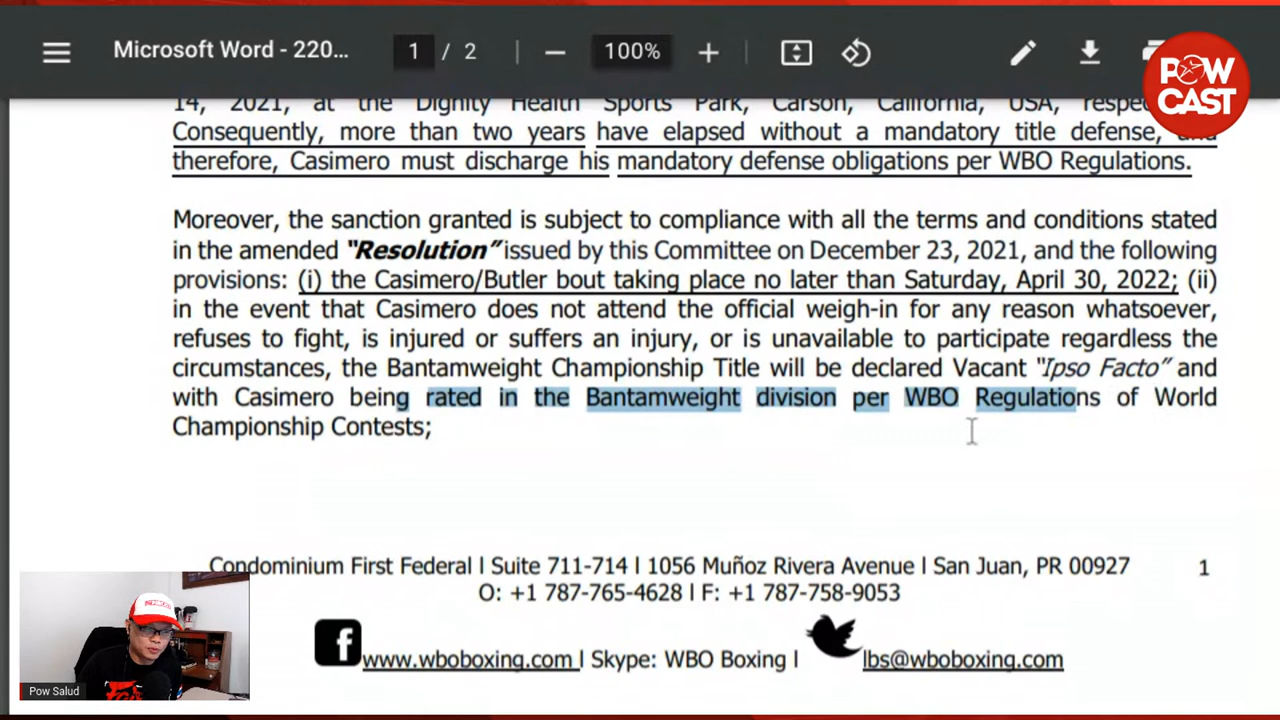 Microsoft Word - 220... 1 / 2 100%
POW CAST
14, 2021, at the Dignity Health Sports Park, Carson, California, USA,
Consequently, more than two years have elapsed without a mandatory title defense, and
therefore, Casimero must discharge his mandatory defense obligations per WBO Regulations.
Moreover, the sanction granted is subject to compliance with all the terms and conditions stated
in the amended "Resolution" issued by this Committee on December 23, 2021, and the following
provisions: (i) the Casimero/Butler bout taking place no later than Saturday, April 30, 2022; (ii)
in the event that Casimero does not attend the official weigh-in for any reason whatsoever,
refuses to fight, is injured or suffers an injury, or is unavailable to participate regardless the
circumstances, the Bantamweight Championship Title will be declared Vacant "Ipso Facto" and
with Casimero being rated in the Bantamweight division per WBO Regulations of World
Championship Contests;
Condominium First Federal l Suite 711-714 l 1056 Muñoz Rivera Avenue l San Juan, PR 00927 1
O: +1 787-765-4628 l F: +1 787-758-9053
www.wboboxing.com l Skype: WBO Boxing l lbs@wboboxing.com
Pow Salud